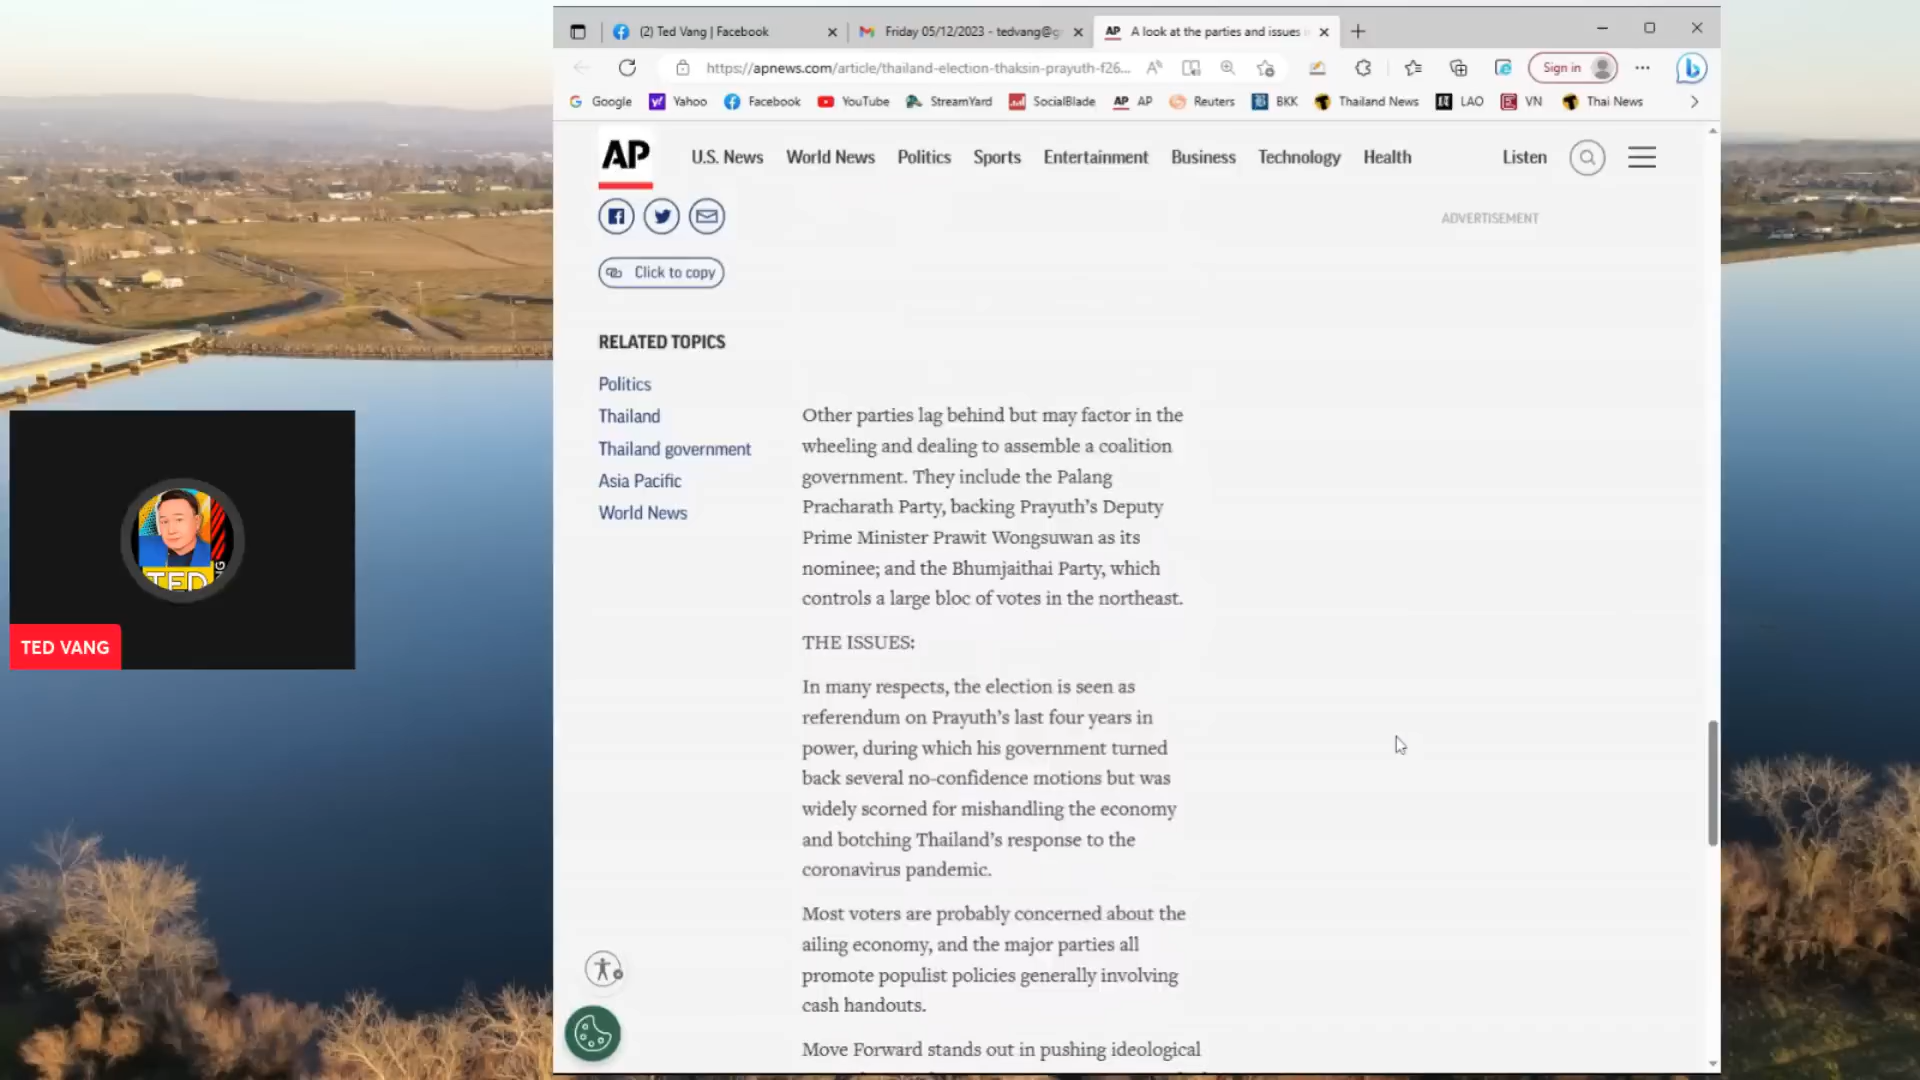 (2) Ted Vang | Facebook
Friday 05/12/2023 - tedvang@g
AP A look at the parties and issues
https://apnews.com/article/thailand-election-thaksin-prayuth-f26...
Sign in
Google Yahoo Facebook YouTube StreamYard SocialBlade AP AP Reuters BKK Thailand News LAO VN Thai News
AP
U.S. News World News Politics Sports Entertainment Business Technology Health Listen
ADVERTISEMENT
Click to copy
RELATED TOPICS
Politics
Thailand
Thailand government
Asia Pacific
World News
Other parties lag behind but may factor in the
wheeling and dealing to assemble a coalition
government. They include the Palang
Pracharath Party, backing Prayuth’s Deputy
Prime Minister Prawit Wongsuwan as its
nominee; and the Bhumjaithai Party, which
controls a large bloc of votes in the northeast.
THE ISSUES:
In many respects, the election is seen as
referendum on Prayuth’s last four years in
power, during which his government turned
back several no-confidence motions but was
widely scorned for mishandling the economy
and botching Thailand’s response to the
coronavirus pandemic.
Most voters are probably concerned about the
ailing economy, and the major parties all
promote populist policies generally involving
cash handouts.
Move Forward stands out in pushing ideological
TED
TED VANG